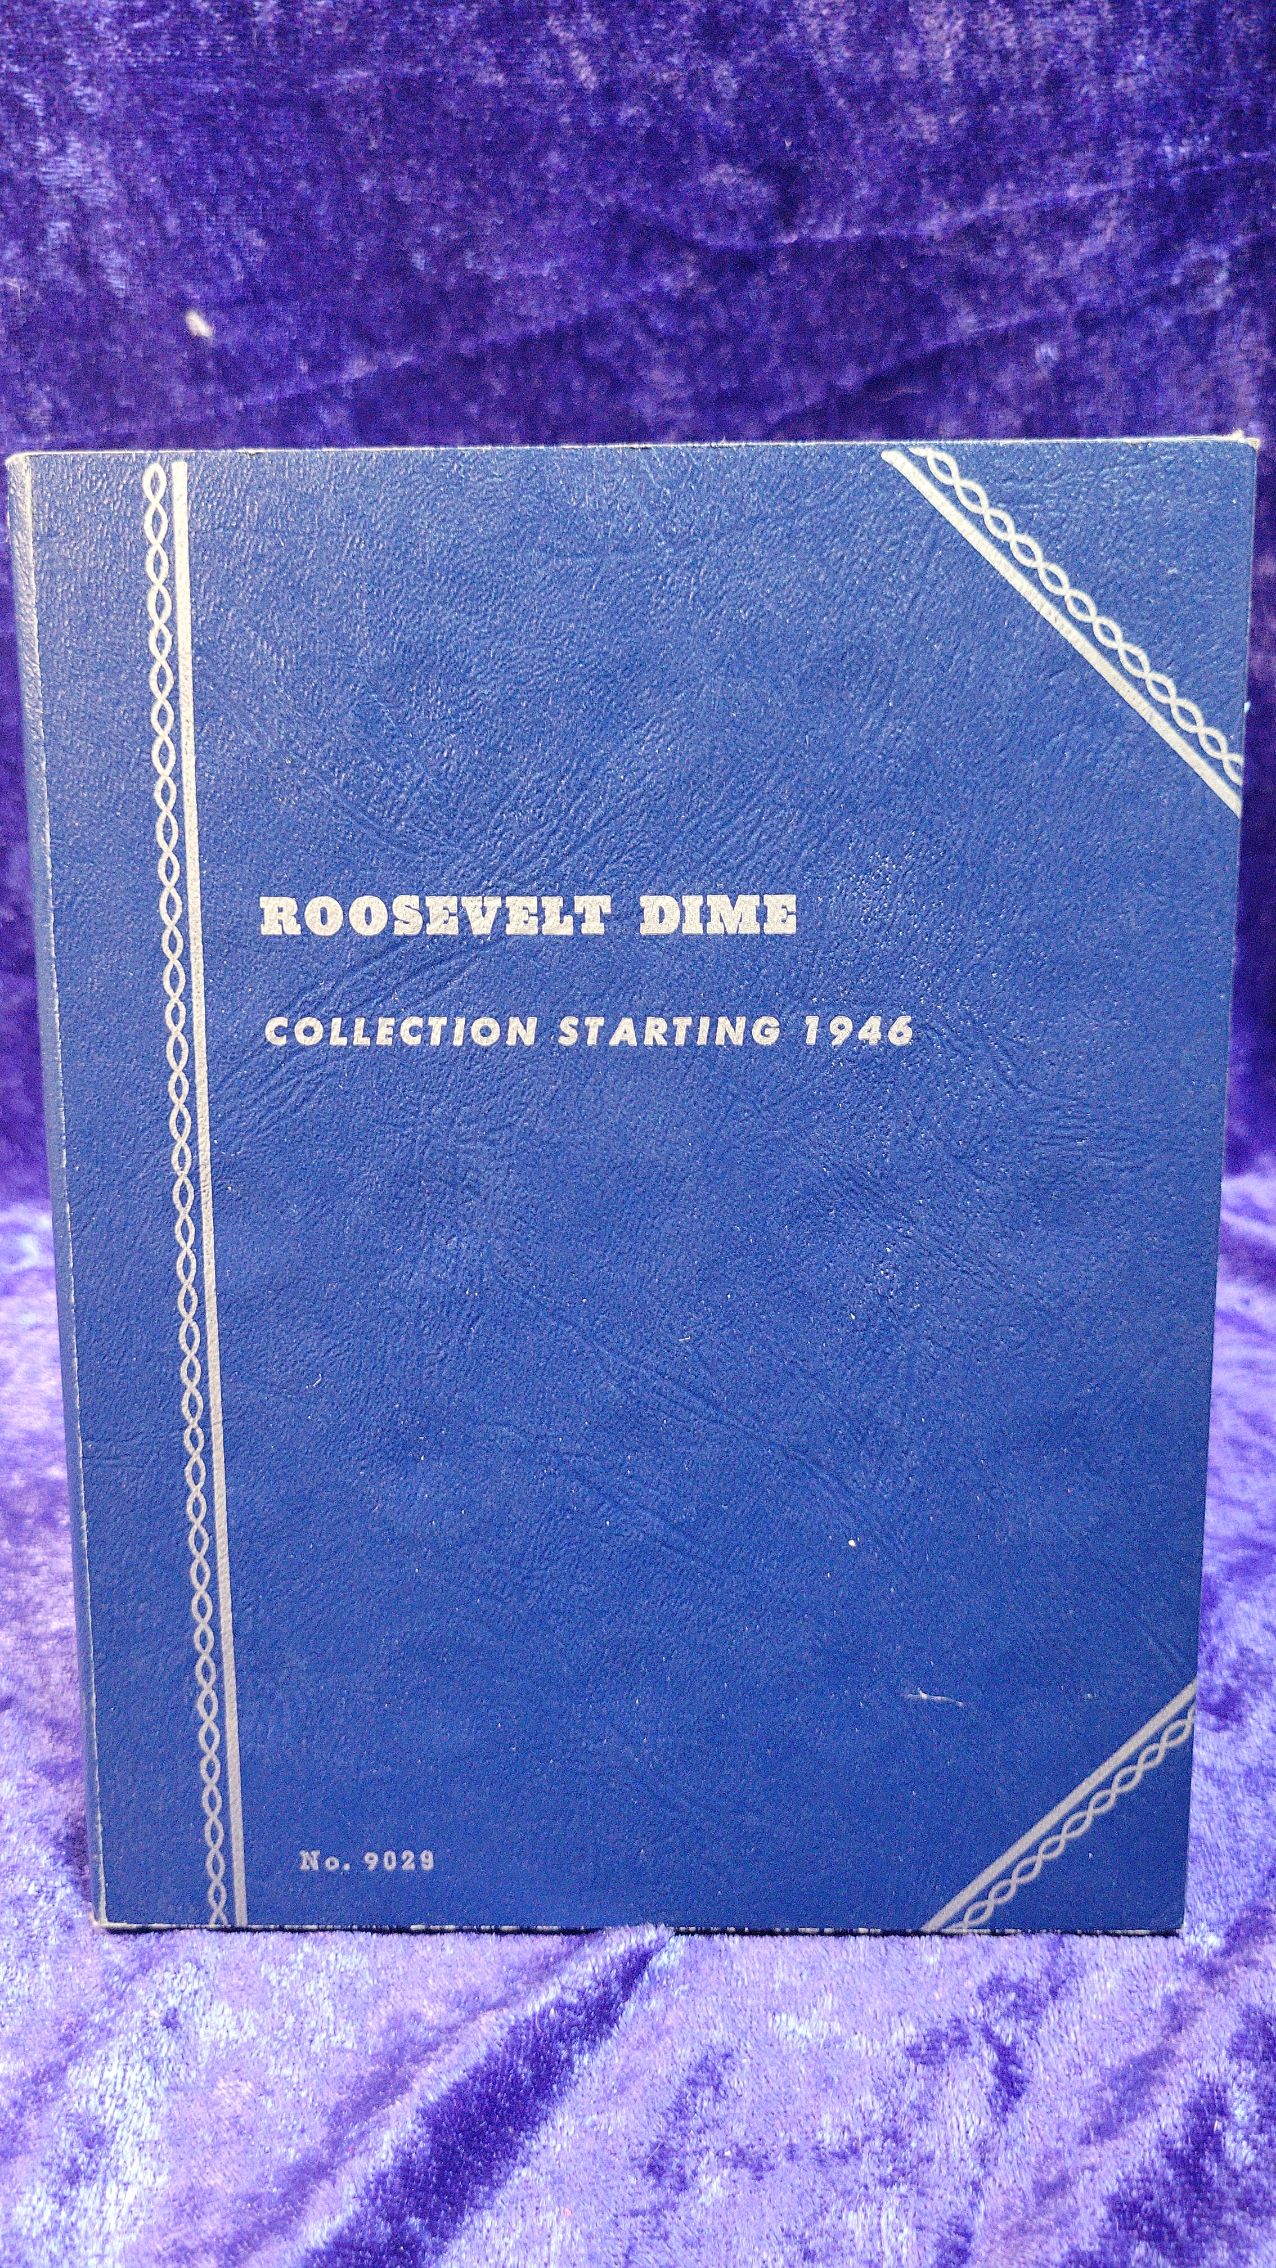 ROOSEVELT DIME
COLLECTION STARTING 1946
No. 9029